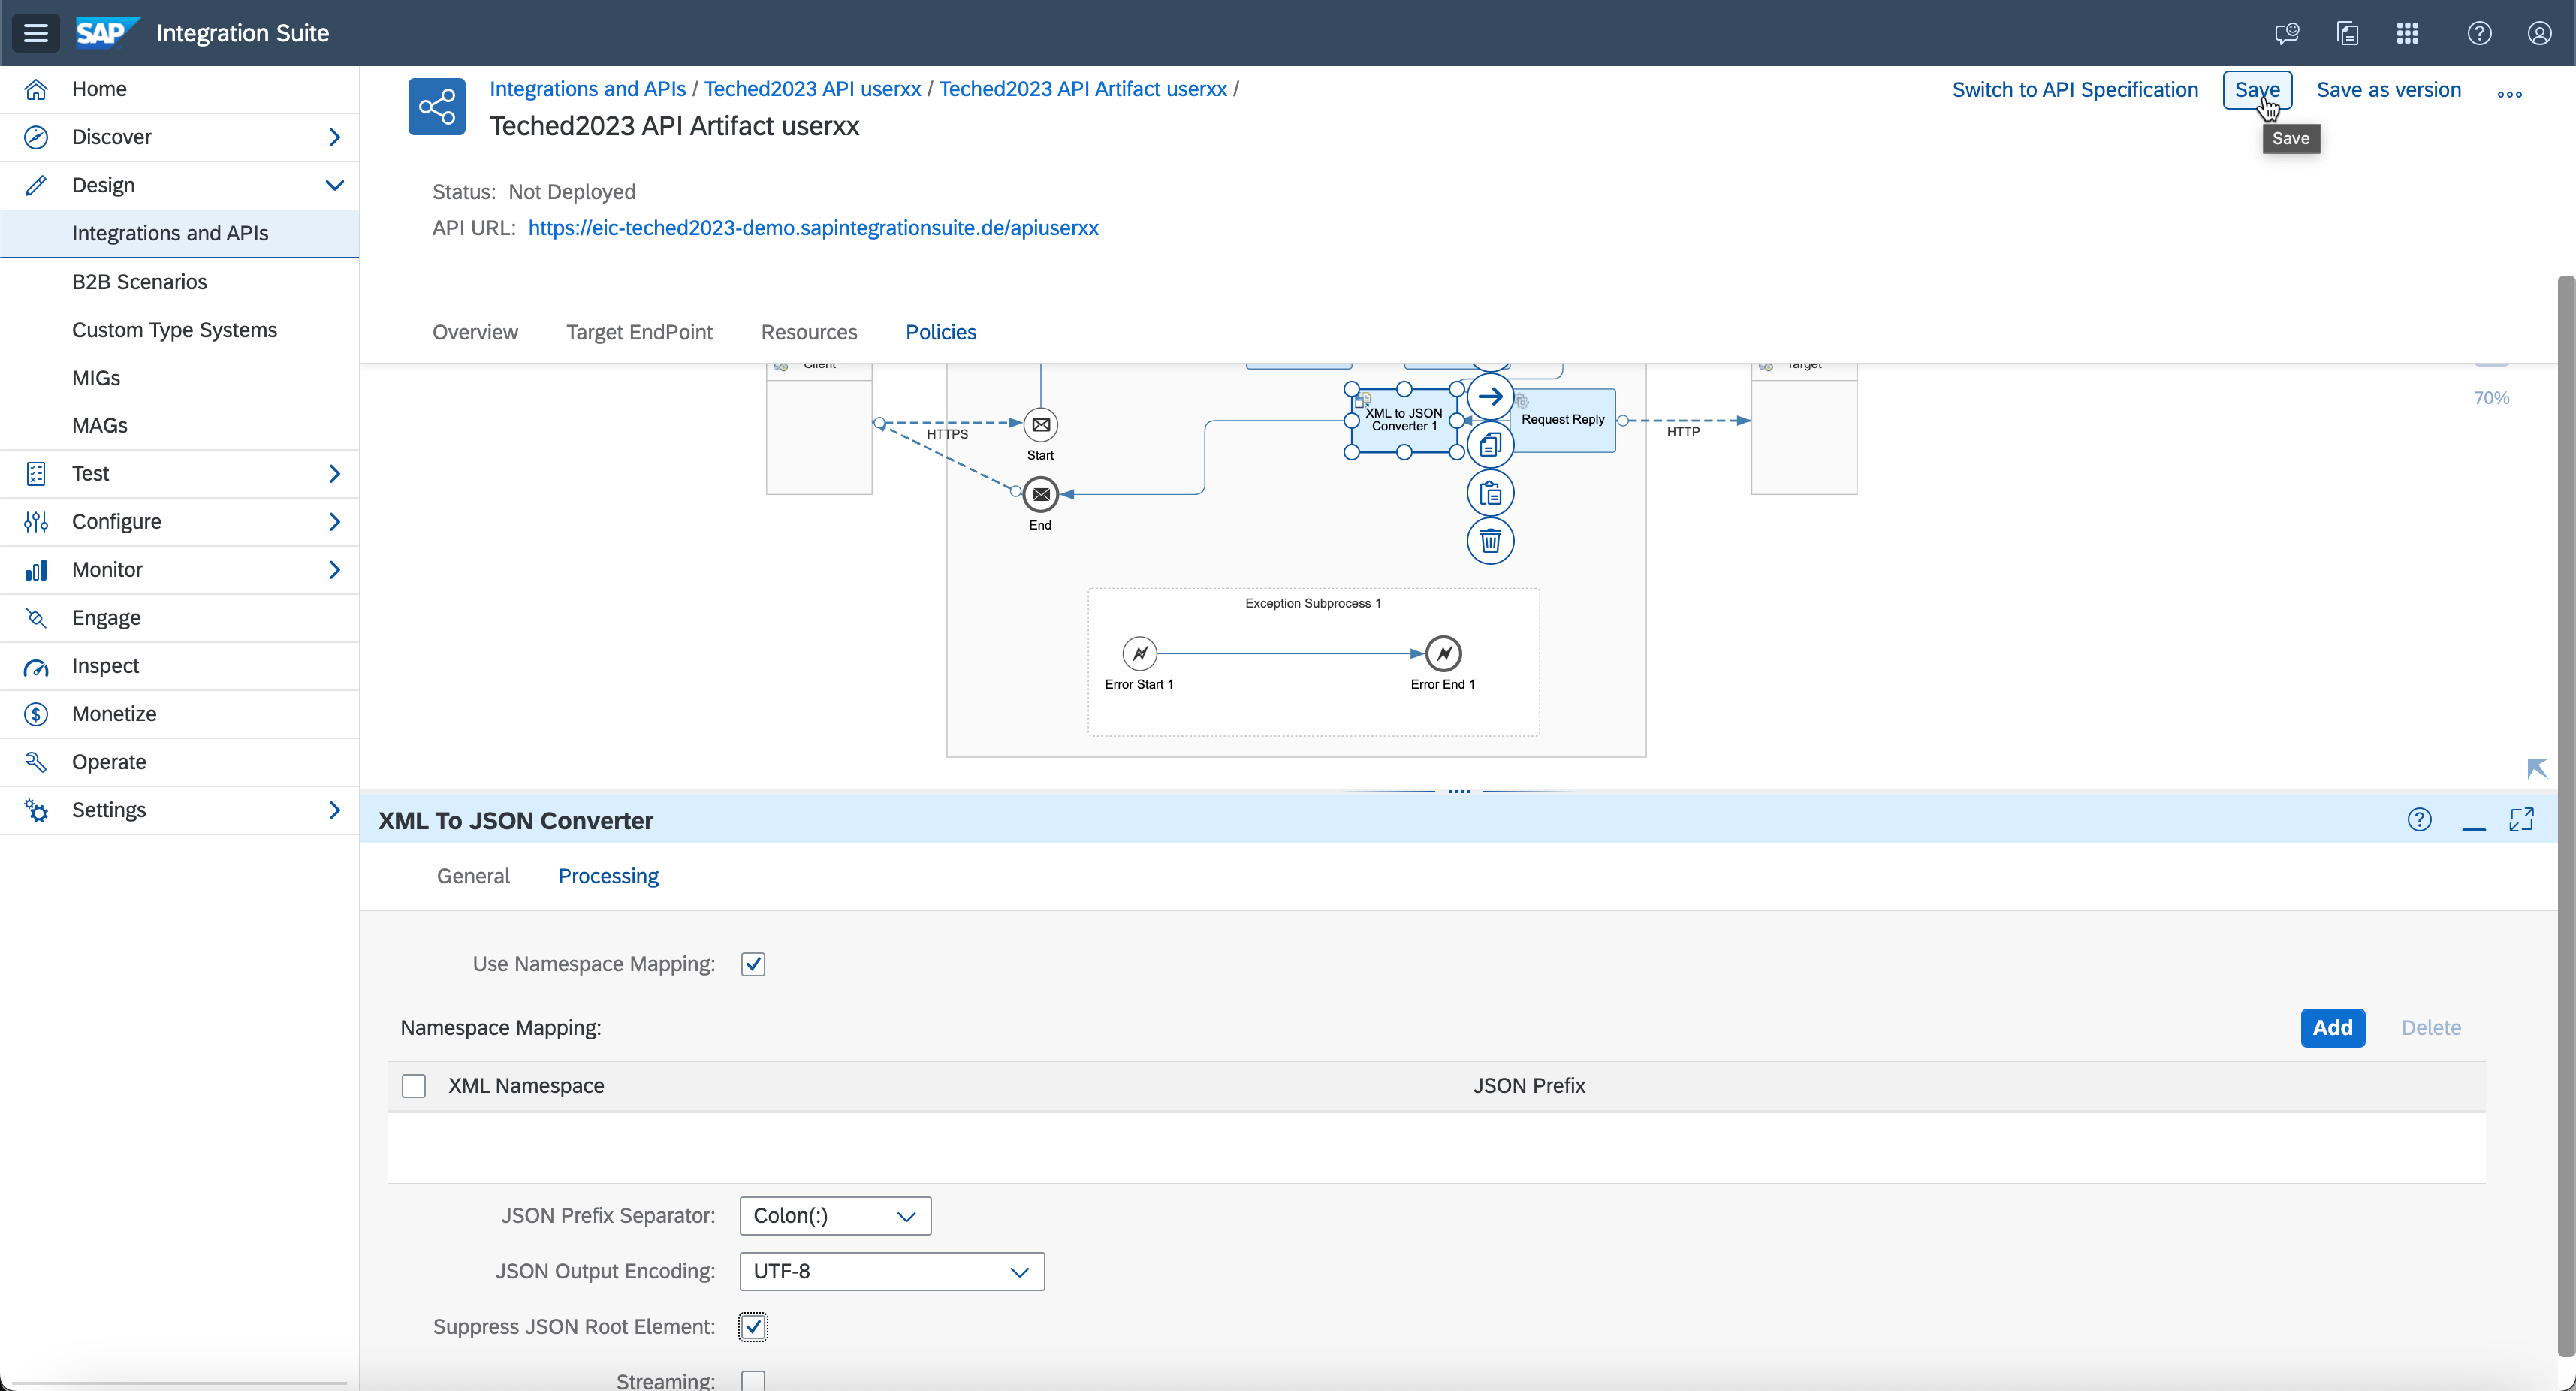 SAP Integration Suite
Home
Discover
Design
Integrations and APIs
B2B Scenarios
Custom Type Systems
MIGs
MAGs
Test
Configure
Monitor
Engage
Inspect
Monetize
Operate
Settings
Integrations and APIs / Teched2023 API userxx / Teched2023 API Artifact userxx /
Teched2023 API Artifact userxx
Switch to API Specification
Save
Save as version
Save
Status: Not Deployed
API URL: https://eic-teched2023-demo.sapintegrationsuite.de/apiuserxx
Overview
Target EndPoint
Resources
Policies
Client
Target
70%
HTTPS
Start
End
XML to JSON
Converter 1
Request Reply
HTTP
Exception Subprocess 1
Error Start 1
Error End 1
XML To JSON Converter
General
Processing
Use Namespace Mapping:
Namespace Mapping:
Add
Delete
XML Namespace
JSON Prefix
JSON Prefix Separator: Colon(:)
JSON Output Encoding: UTF-8
Suppress JSON Root Element:
Streaming: